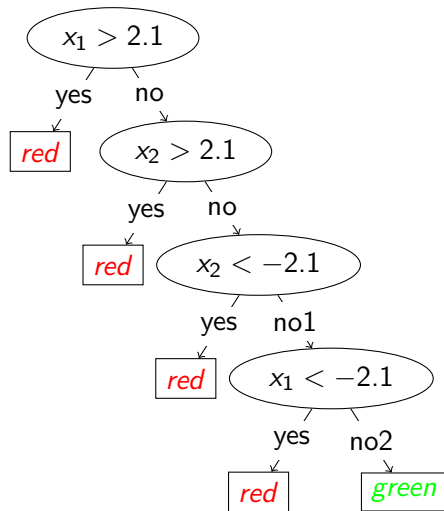 x₁ > 2.1
yes no
red
x₂ > 2.1
yes no
red
x₂ < −2.1
yes no1
red
x₁ < −2.1
yes no2
red green